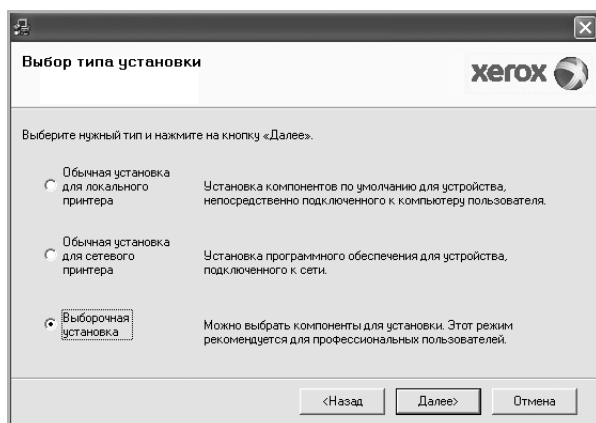 Выбор типа установки
xerox
Выберите нужный тип и нажмите на кнопку «Далее».
Обычная установка
для локального
принтера
Установка компонентов по умолчанию для устройства,
непосредственно подключенного к компьютеру пользователя.
Обычная установка
для сетевого
принтера
Установка программного обеспечения для устройства,
подключенного к сети.
Выборочная
установка
Можно выбрать компоненты для установки. Этот режим
рекомендуется для профессиональных пользователей.
<Назад
Далее>
Отмена